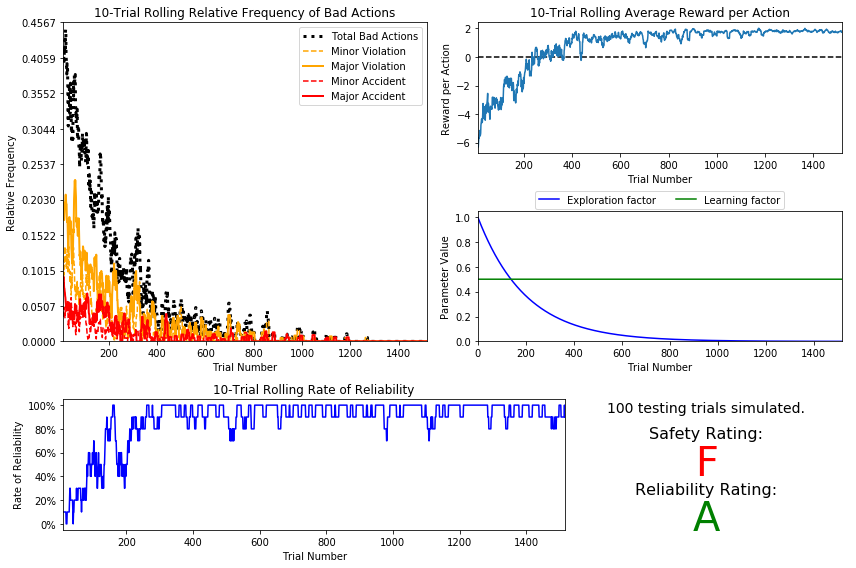 10-Trial Rolling Relative Frequency of Bad Actions
Relative Frequency
0.4567
0.4059
0.3552
0.3044
0.2537
0.2030
0.1522
0.1015
0.0507
0.0000
Total Bad Actions
Minor Violation
Major Violation
Minor Accident
Major Accident
200 400 600 800 1000 1200 1400
Trial Number
10-Trial Rolling Average Reward per Action
Reward per Action
2
0
−2
−4
−6
200 400 600 800 1000 1200 1400
Trial Number
Exploration factor Learning factor
Parameter Value
1.0
0.8
0.6
0.4
0.2
0.0
0 200 400 600 800 1000 1200 1400
Trial Number
10-Trial Rolling Rate of Reliability
Rate of Reliability
100%
80%
60%
40%
20%
0%
200 400 600 800 1000 1200 1400
Trial Number
100 testing trials simulated.
Safety Rating:
F
Reliability Rating:
A